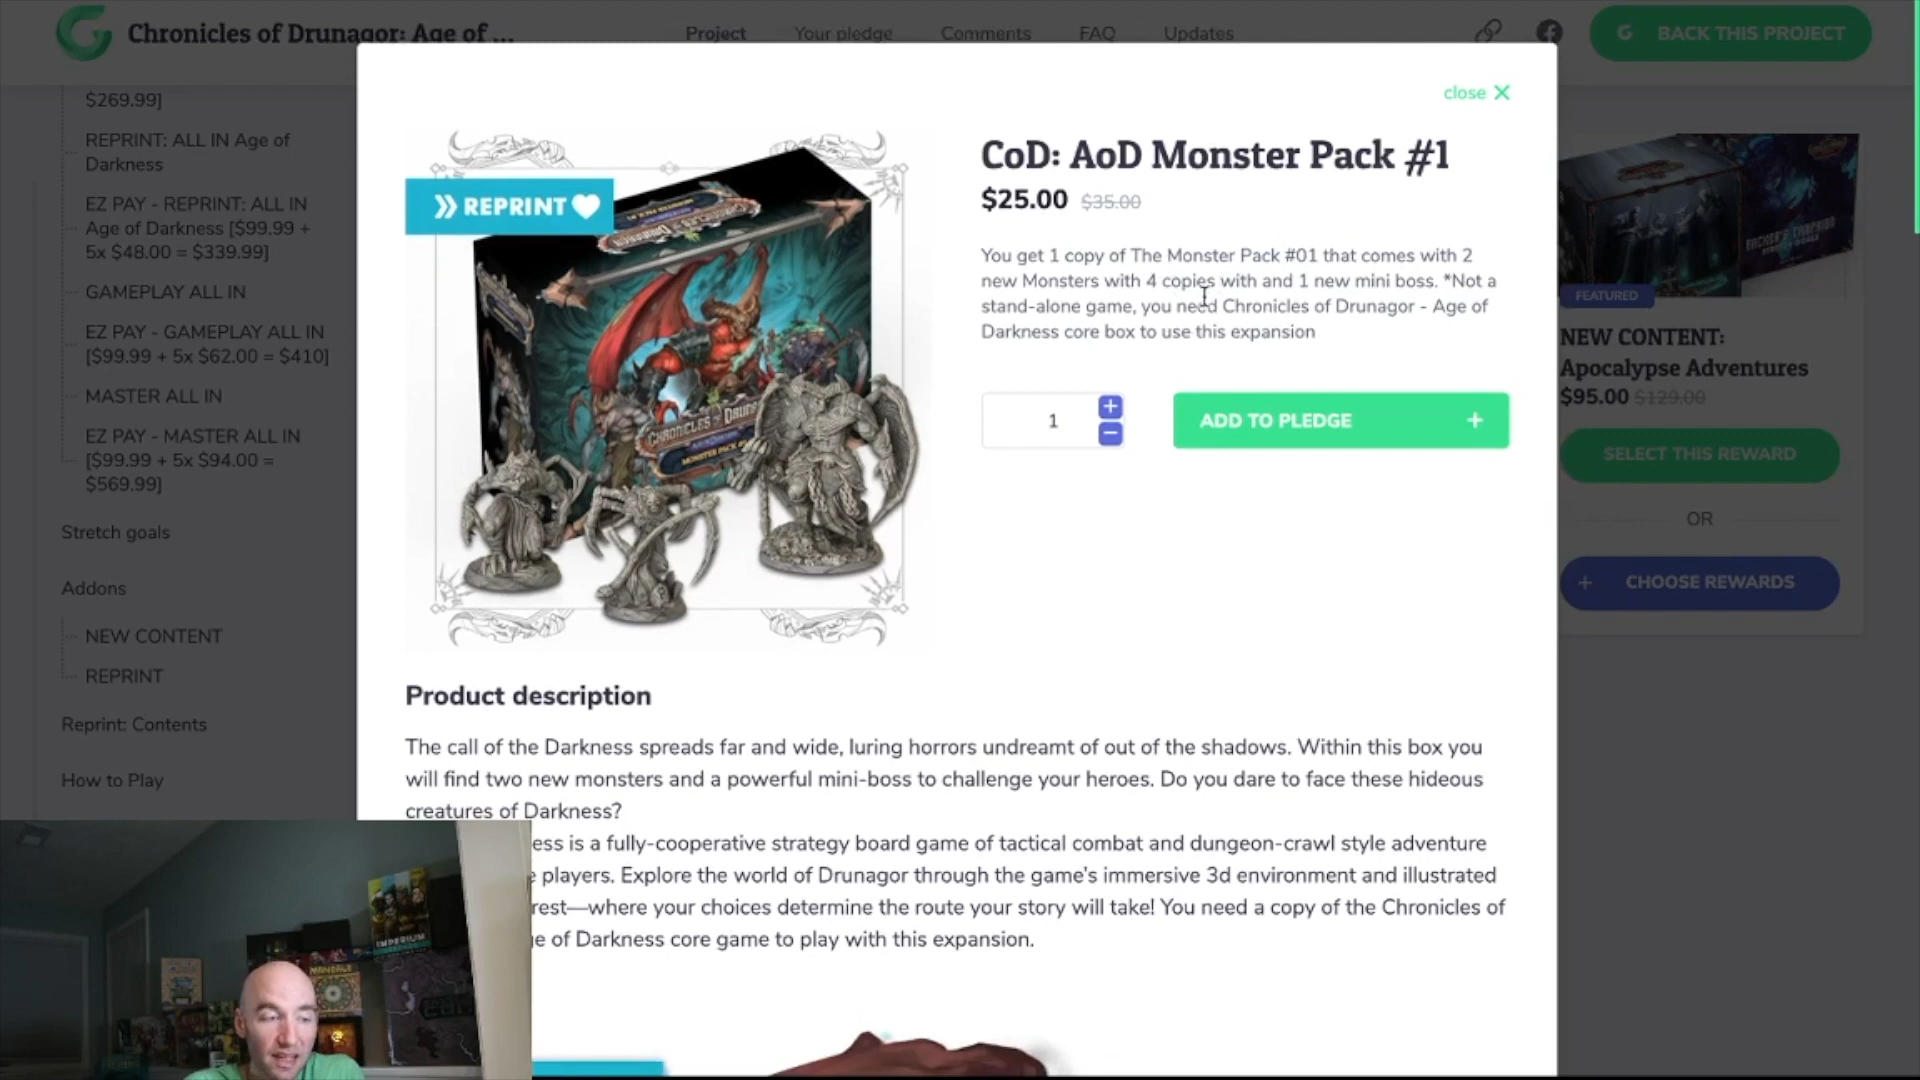 Chronicles of Drunagor: Age of ...
Project
Your pledge
Comments
FAQ
Updates
BACK THIS PROJECT
$269.99]
REPRINT: ALL IN Age of
Darkness
EZ PAY - REPRINT: ALL IN
Age of Darkness [$99.99 +
5x $48.00 = $339.99]
GAMEPLAY ALL IN
EZ PAY - GAMEPLAY ALL IN
[$99.99 + 5x $62.00 = $410]
MASTER ALL IN
EZ PAY - MASTER ALL IN
[$99.99 + 5x $94.00 =
$569.99]
Stretch goals
Addons
NEW CONTENT
REPRINT
Reprint: Contents
How to Play
close
REPRINT
CoD: AoD Monster Pack #1
$25.00 $35.00
You get 1 copy of The Monster Pack #01 that comes with 2
new Monsters with 4 copies with and 1 new mini boss. *Not a
stand-alone game, you need Chronicles of Drunagor - Age of
Darkness core box to use this expansion
1
ADD TO PLEDGE
Product description
The call of the Darkness spreads far and wide, luring horrors undreamt of out of the shadows. Within this box you
will find two new monsters and a powerful mini-boss to challenge your heroes. Do you dare to face these hideous
creatures of Darkness?
ess is a fully-cooperative strategy board game of tactical combat and dungeon-crawl style adventure
players. Explore the world of Drunagor through the game's immersive 3d environment and illustrated
rest—where your choices determine the route your story will take! You need a copy of the Chronicles of
e of Darkness core game to play with this expansion.
FEATURED
NEW CONTENT:
Apocalypse Adventures
$95.00 $129.00
SELECT THIS REWARD
OR
CHOOSE REWARDS
IMPERIUM